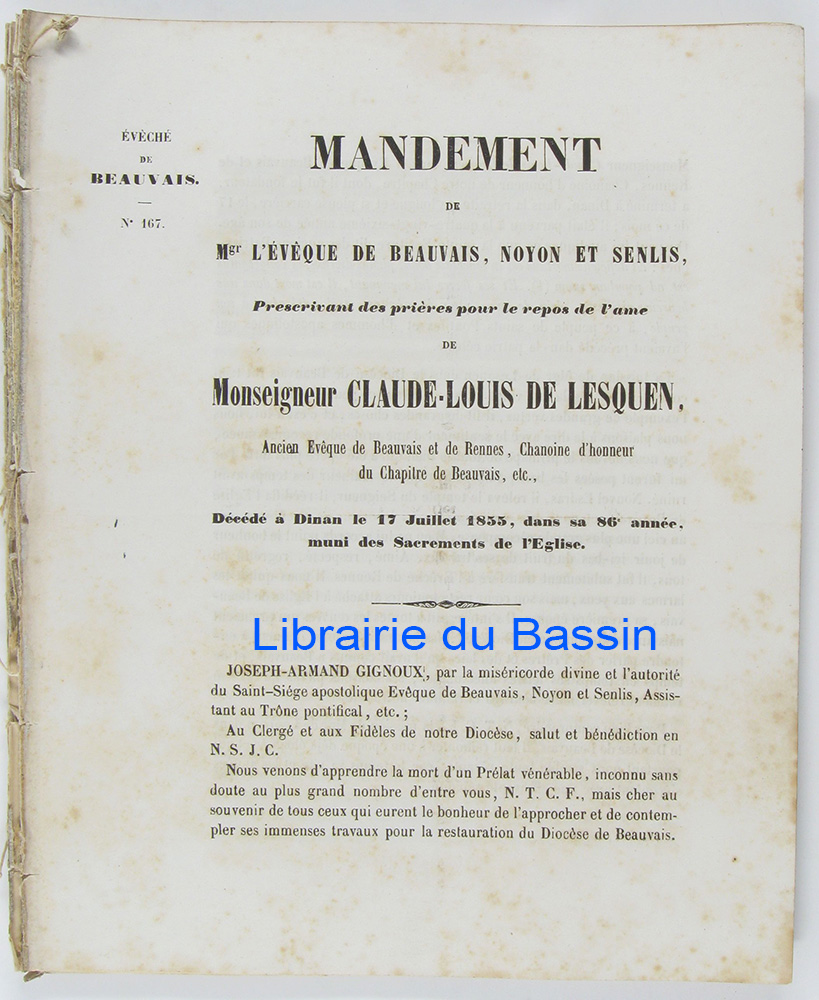 ÉVÊCHÉ
DE
BEAUVAIS.
N° 167.
MANDEMENT
DE
Mgr L'ÉVÊQUE DE BEAUVAIS, NOYON ET SENLIS,
Prescrivant des prières pour le repos de l'ame
DE
Monseigneur CLAUDE-LOUIS DE LESQUEN,
Ancien Evêque de Beauvais et de Rennes, Chanoine d'honneur
du Chapitre de Beauvais, etc.,
Décédé à Dinan le 17 Juillet 1855, dans sa 86e année,
muni des Sacrements de l'Eglise.
Librairie du Bassin
JOSEPH-ARMAND GIGNOUX, par la miséricorde divine et l'autorité
du Saint-Siége apostolique Evêque de Beauvais, Noyon et Senlis, Assis-
tant au Trône pontifical, etc.;
Au Clergé et aux Fidèles de notre Diocèse, salut et bénédiction en
N. S. J. C.
Nous venons d'apprendre la mort d'un Prélat vénérable, inconnu sans
doute au plus grand nombre d'entre vous, N. T. C. F., mais cher au
souvenir de tous ceux qui eurent le bonheur de l'approcher et de contem-
pler ses immenses travaux pour la restauration du Diocèse de Beauvais.